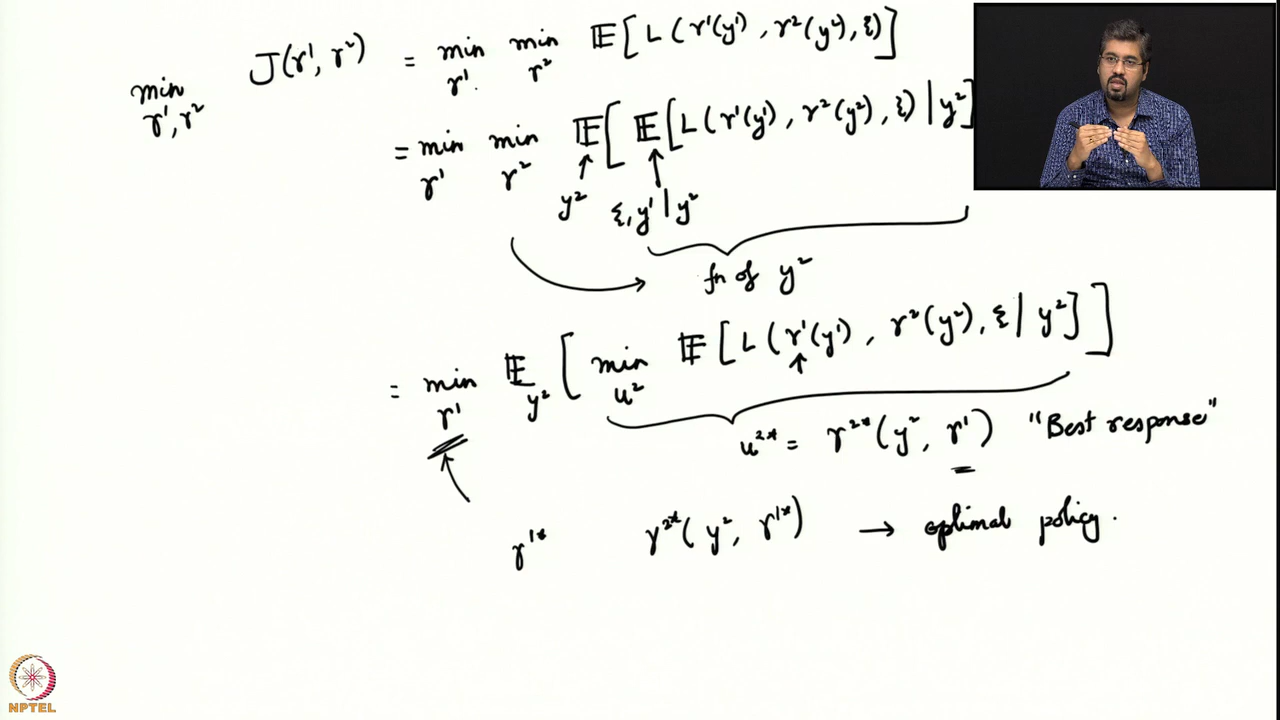 min γ¹, γ² J(γ¹, γ²) = min γ¹ min γ² 𝔼[L(γ¹(y¹), γ²(y²), ξ)]
= min γ¹ min γ² 𝔼[𝔼[L(γ¹(y¹), γ²(y²), ξ) | y²]
y² ξ, y¹ | y²
fn of y²
= min γ¹ 𝔼 y² [min u² 𝔼[L(γ¹(y¹), γ²(y²), ξ | y²]]
u²* = γ²*(y², γ¹) "Best response"
γ¹* γ²*(y², γ¹*) → optimal policy.
NPTEL